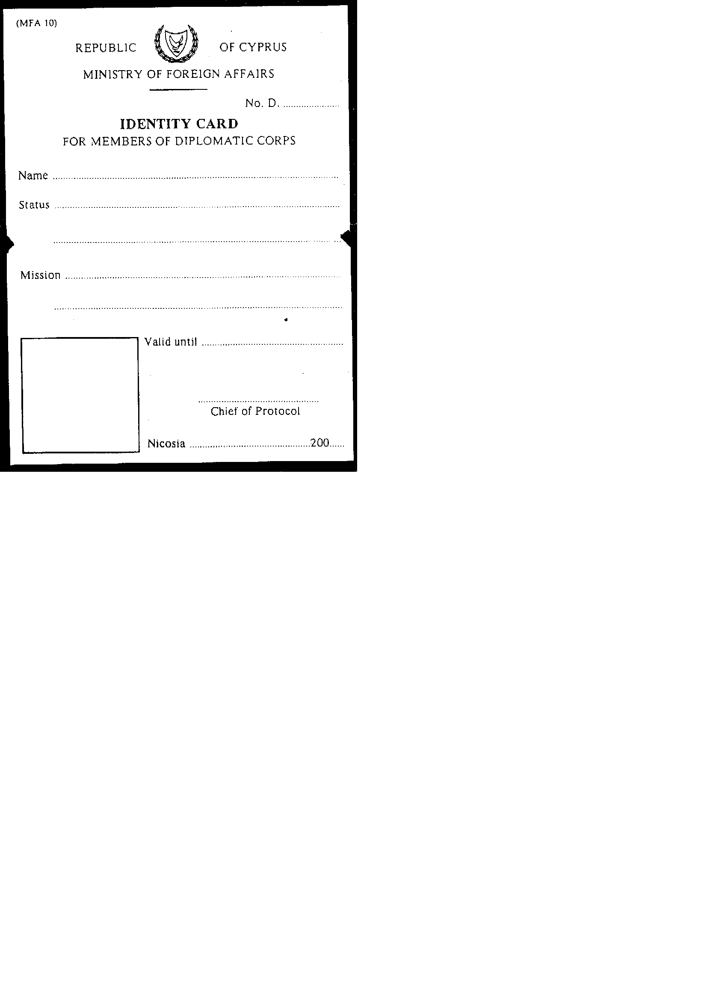 (MFA 10)
REPUBLIC OF CYPRUS
MINISTRY OF FOREIGN AFFAIRS
No. D. ......................
IDENTITY CARD
FOR MEMBERS OF DIPLOMATIC CORPS
Name ......................
Status ......................
......................
Mission ......................
......................
Valid until ......................
......................
Chief of Protocol
Nicosia ......................200......